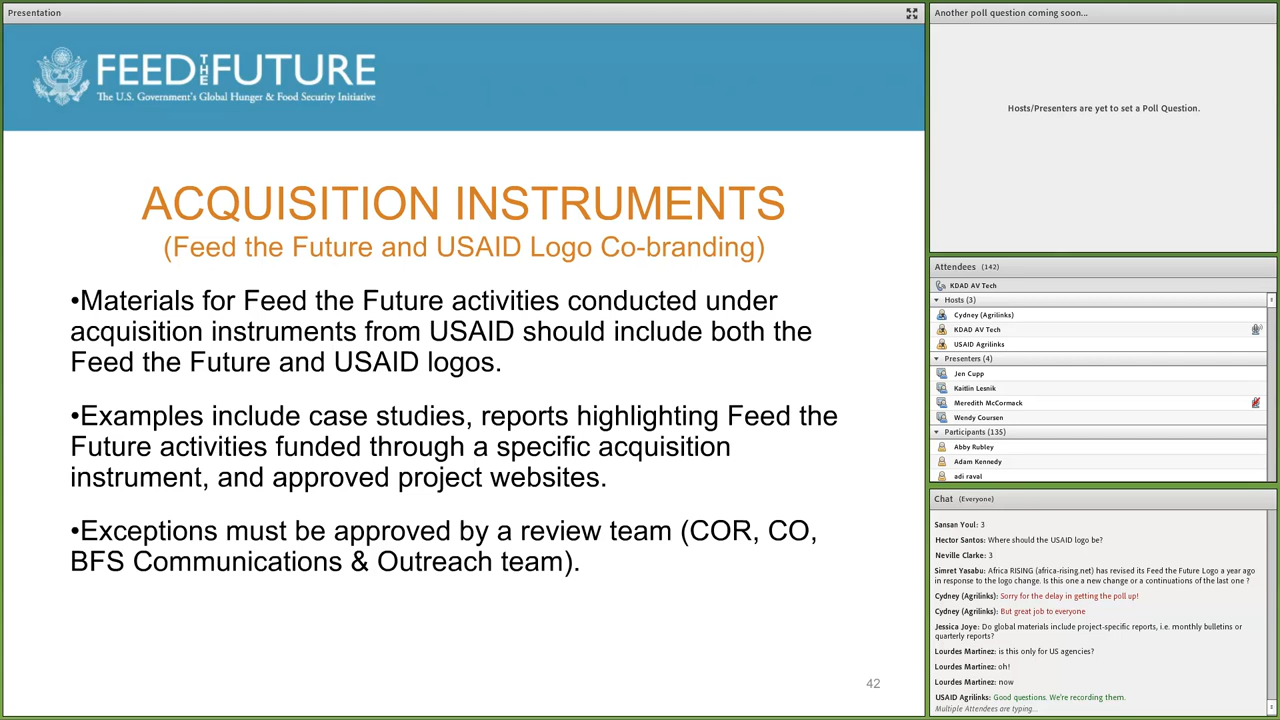 Presentation
FEED THE FUTURE
The U.S. Government's Global Hunger & Food Security Initiative
ACQUISITION INSTRUMENTS
(Feed the Future and USAID Logo Co-branding)
•Materials for Feed the Future activities conducted under
acquisition instruments from USAID should include both the
Feed the Future and USAID logos.
•Examples include case studies, reports highlighting Feed the
Future activities funded through a specific acquisition
instrument, and approved project websites.
•Exceptions must be approved by a review team (COR, CO,
BFS Communications & Outreach team).
42
Another poll question coming soon...
Hosts/Presenters are yet to set a Poll Question.
Attendees (142)
KDAD AV Tech
Hosts (3)
Cydney (Agrilinks)
KDAD AV Tech
USAID Agrilinks
Presenters (4)
Jen Cupp
Kaitlin Lesnik
Meredith McCormack
Wendy Coursen
Participants (135)
Abby Rubley
Adam Kennedy
adi raval
Chat (Everyone)
Sansan Youl: 3
Hector Santos: Where should the USAID logo be?
Neville Clarke: 3
Simret Yasabu: Africa RISING (africa-rising.net) has revised its Feed the Future Logo a year ago
in response to the logo change. Is this one a new change or a continuations of the last one ?
Cydney (Agrilinks): Sorry for the delay in getting the poll up!
Cydney (Agrilinks): But great job to everyone
Jessica Joye: Do global materials include project-specific reports, i.e. monthly bulletins or
quarterly reports?
Lourdes Martinez: is this only for US agencies?
Lourdes Martinez: oh!
Lourdes Martinez: now
USAID Agrilinks: Good questions. We're recording them.
Multiple Attendees are typing...